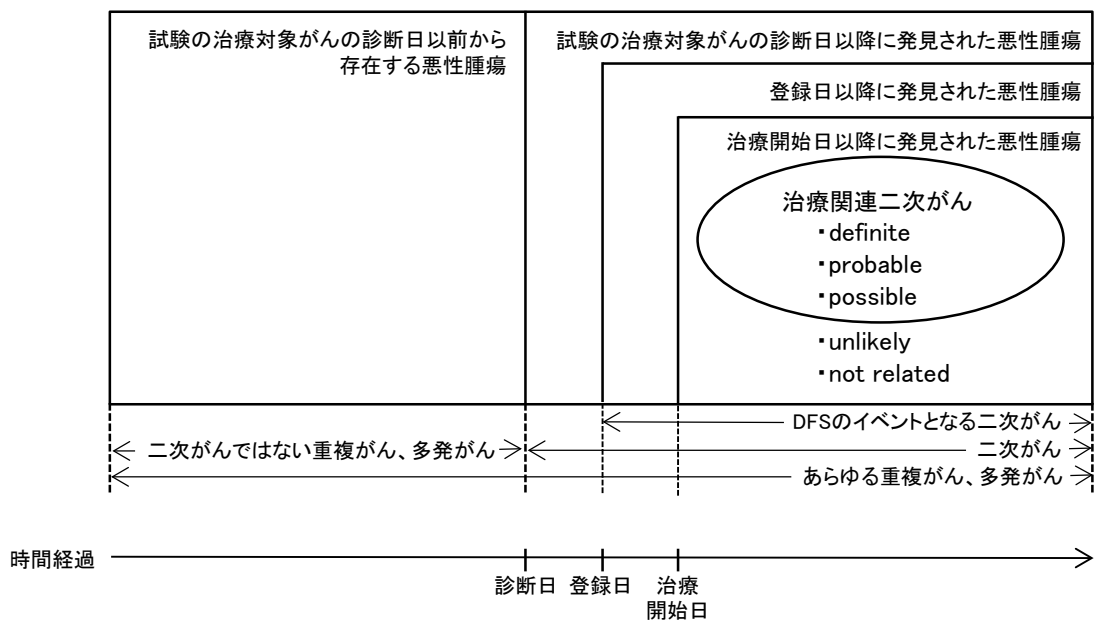 試験の治療対象がんの診断日以前から
存在する悪性腫瘍
試験の治療対象がんの診断日以降に発見された悪性腫瘍
登録日以降に発見された悪性腫瘍
治療開始日以降に発見された悪性腫瘍
治療関連二次がん
・definite
・probable
・possible
・unlikely
・not related
DFSのイベントとなる二次がん
二次がんではない重複がん、多発がん
二次がん
あらゆる重複がん、多発がん
時間経過
診断日
登録日
治療
開始日